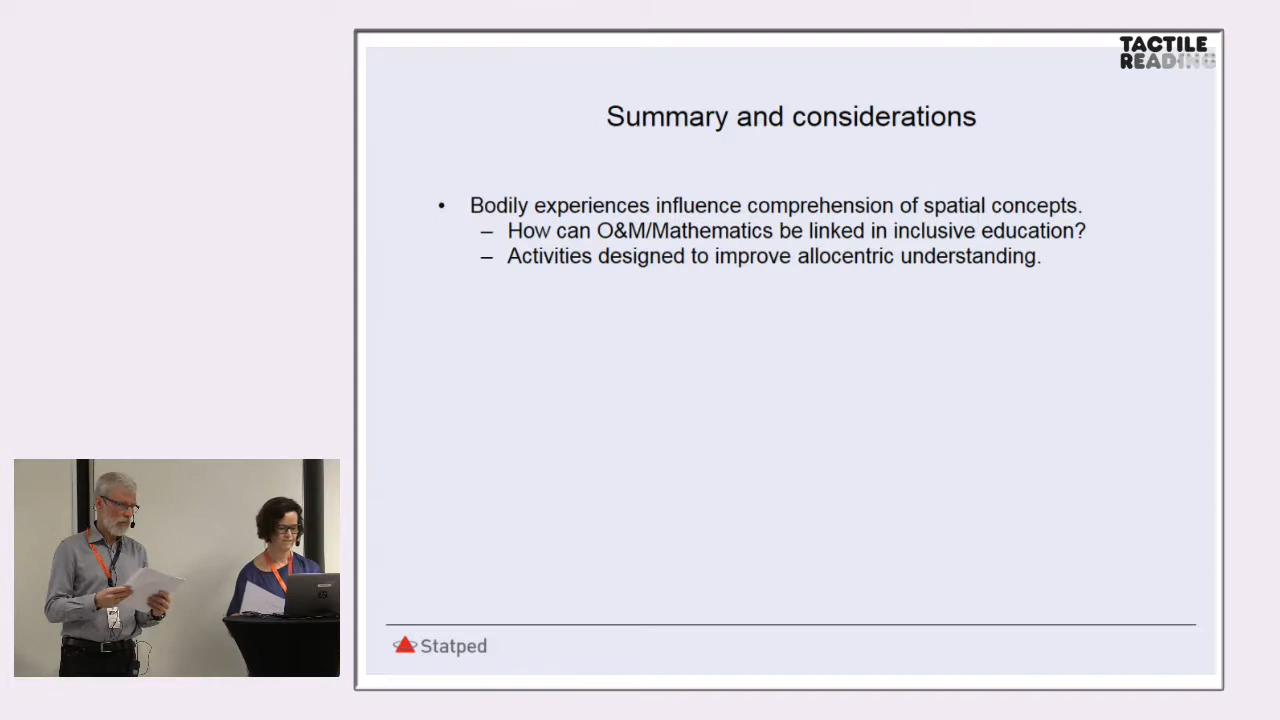 TACTILE
READING
Summary and considerations
• Bodily experiences influence comprehension of spatial concepts.
– How can O&M/Mathematics be linked in inclusive education?
– Activities designed to improve allocentric understanding.
Statped